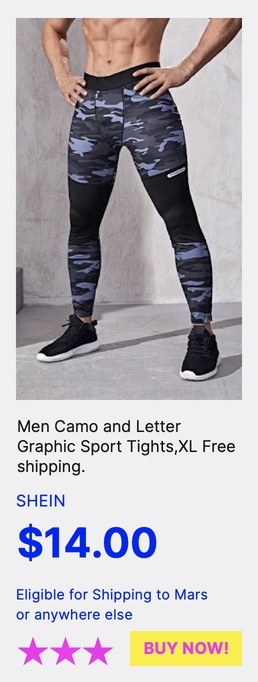 Men Camo and Letter
Graphic Sport Tights,XL Free
shipping.
SHEIN
$14.00
Eligible for Shipping to Mars
or anywhere else
BUY NOW!